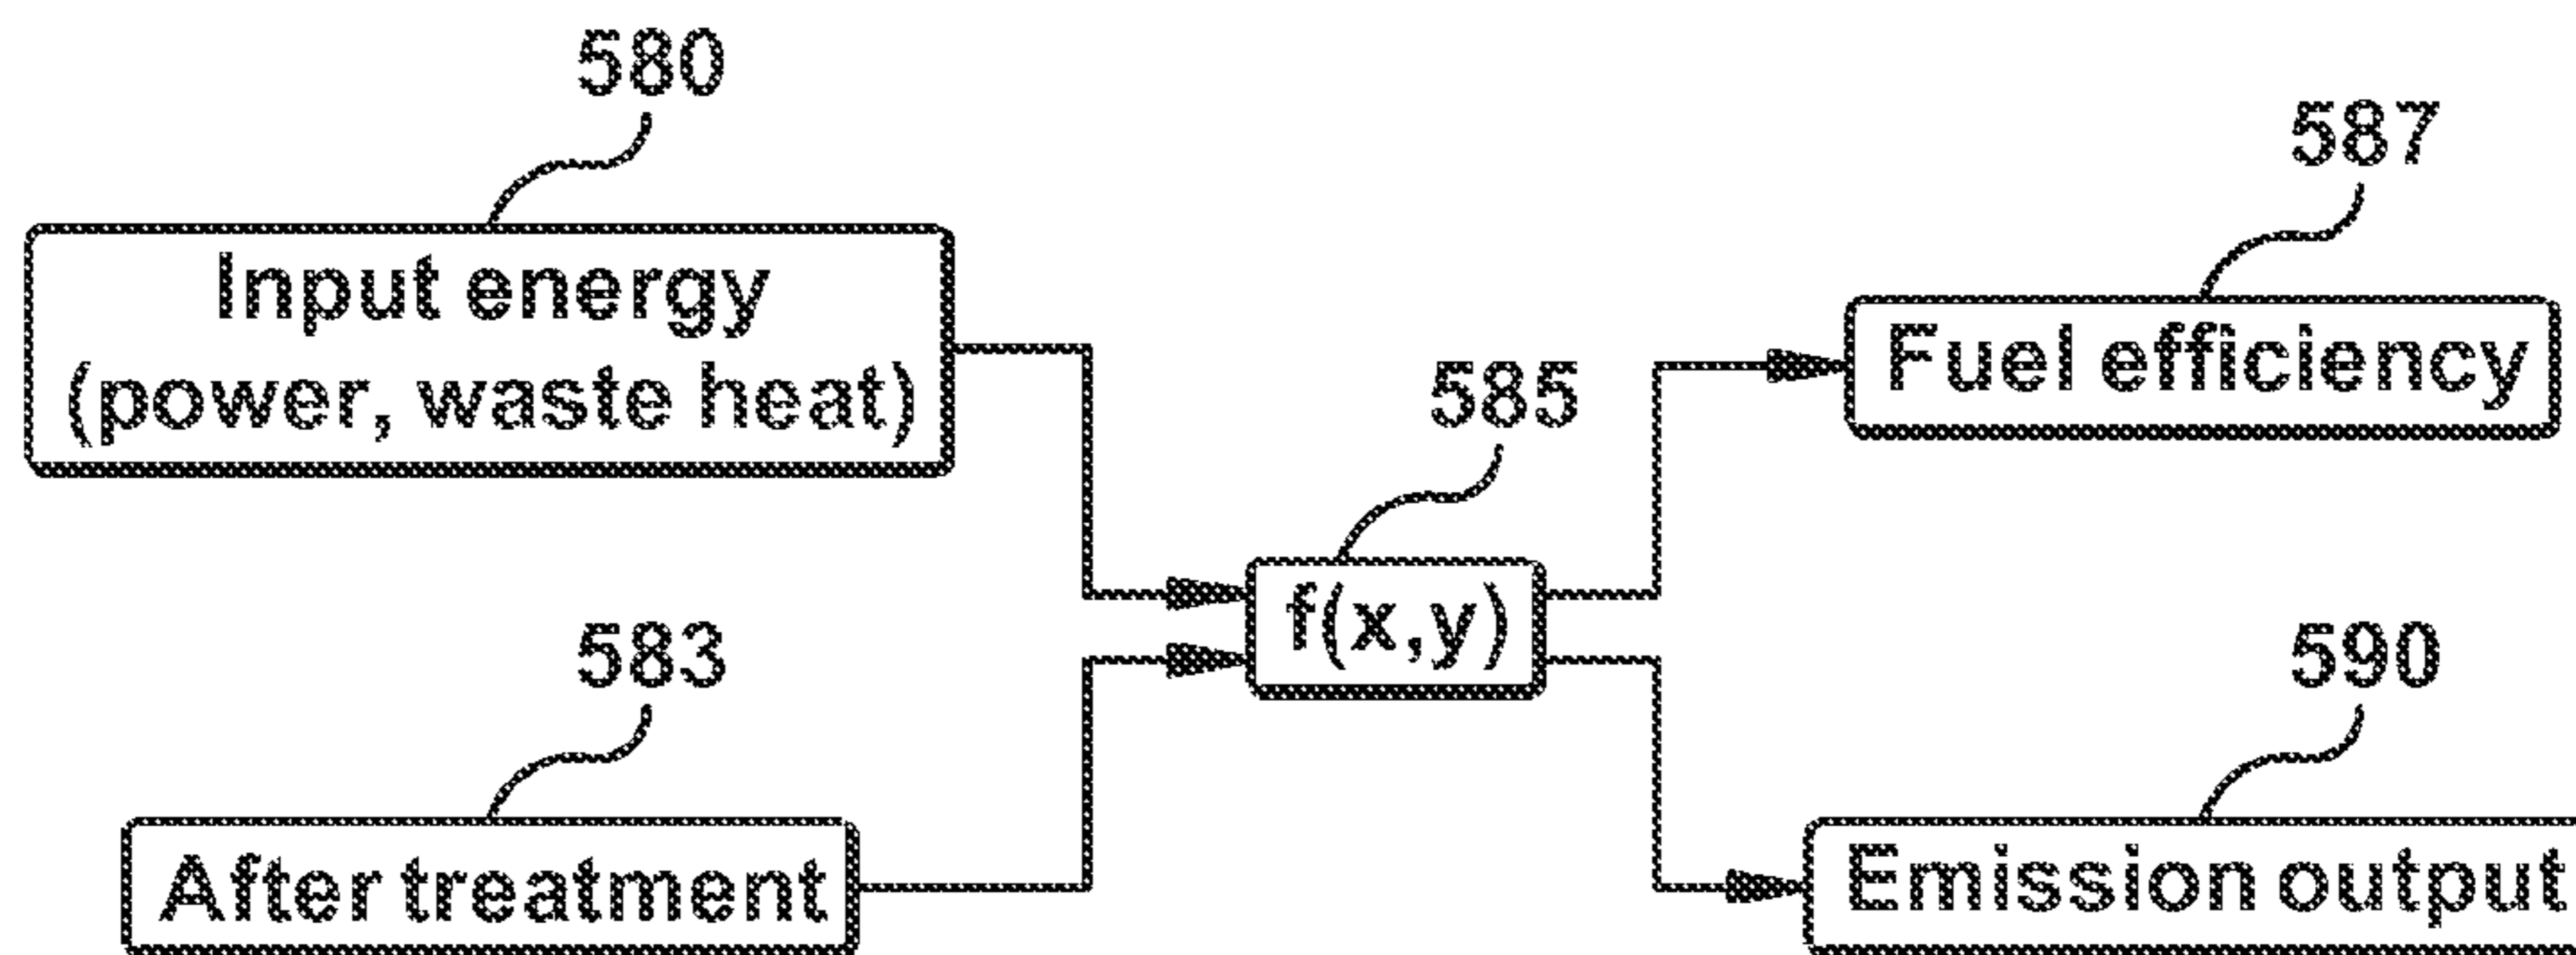 580
Input energy
(power, waste heat)
587
Fuel efficiency
585
f(x,y)
583
After treatment
590
Emission output